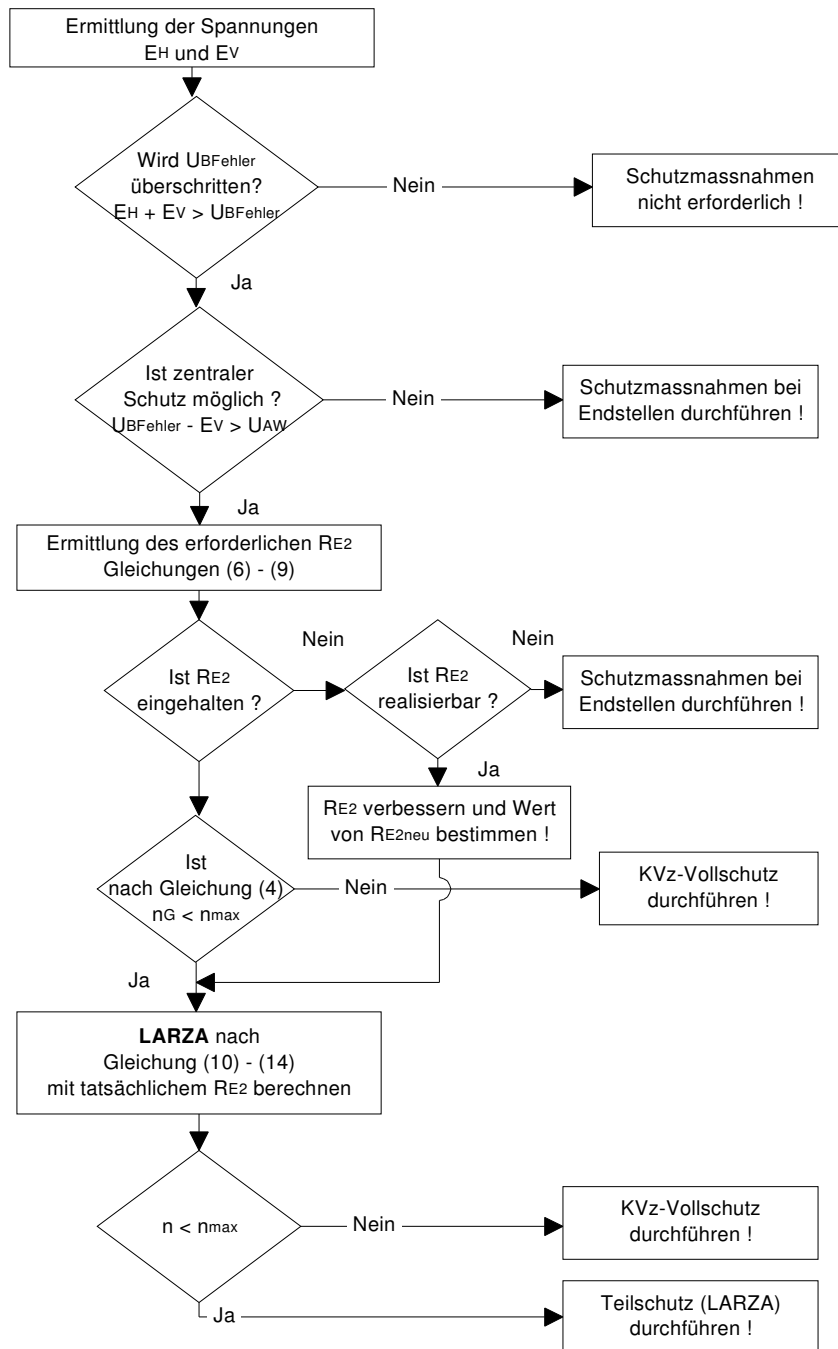 Ermittlung der Spannungen
EH und EV
Wird UBFehler
überschritten?
EH + EV > UBFehler
Nein
Schutzmassnahmen
nicht erforderlich !
Ja
Ist zentraler
Schutz möglich ?
UBFehler - EV > UAW
Nein
Schutzmassnahmen bei
Endstellen durchführen !
Ja
Ermittlung des erforderlichen RE2
Gleichungen (6) - (9)
Ist RE2
eingehalten ?
Nein
Ist RE2
realisierbar ?
Nein
Schutzmassnahmen bei
Endstellen durchführen !
Ja
RE2 verbessern und Wert
von RE2neu bestimmen !
Ist
nach Gleichung (4)
nG < nmax
Nein
KVz-Vollschutz
durchführen !
Ja
LARZA nach
Gleichung (10) - (14)
mit tatsächlichem RE2 berechnen
n < nmax
Nein
KVz-Vollschutz
durchführen !
Ja
Teilschutz (LARZA)
durchführen !